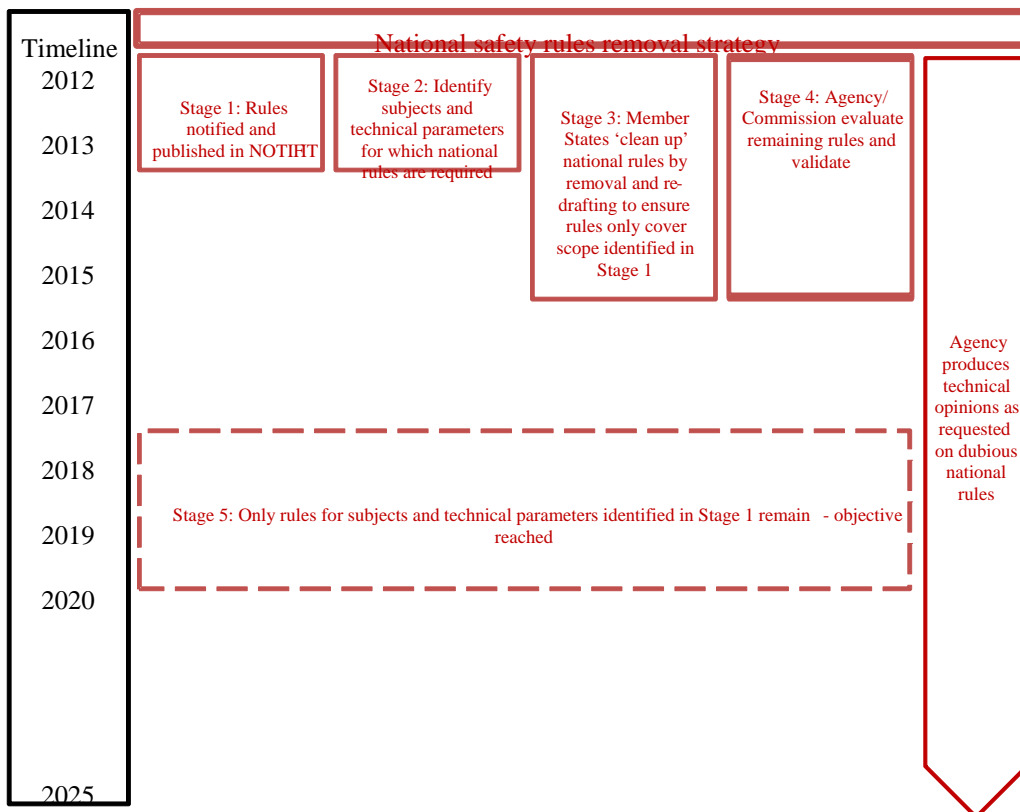 National safety rules removal strategy
Timeline
2012
2013
2014
2015
2016
2017
2018
2019
2020
2025
Stage 1: Rules
notified and
published in NOTIHT
Stage 2: Identify
subjects and
technical parameters
for which national
rules are required
Stage 3: Member
States ‘clean up’
national rules by
removal and re-
drafting to ensure
rules only cover
scope identified in
Stage 1
Stage 4: Agency/
Commission evaluate
remaining rules and
validate
Agency
produces
technical
opinions as
requested
on dubious
national
rules
Stage 5: Only rules for subjects and technical parameters identified in Stage 1 remain - objective
reached